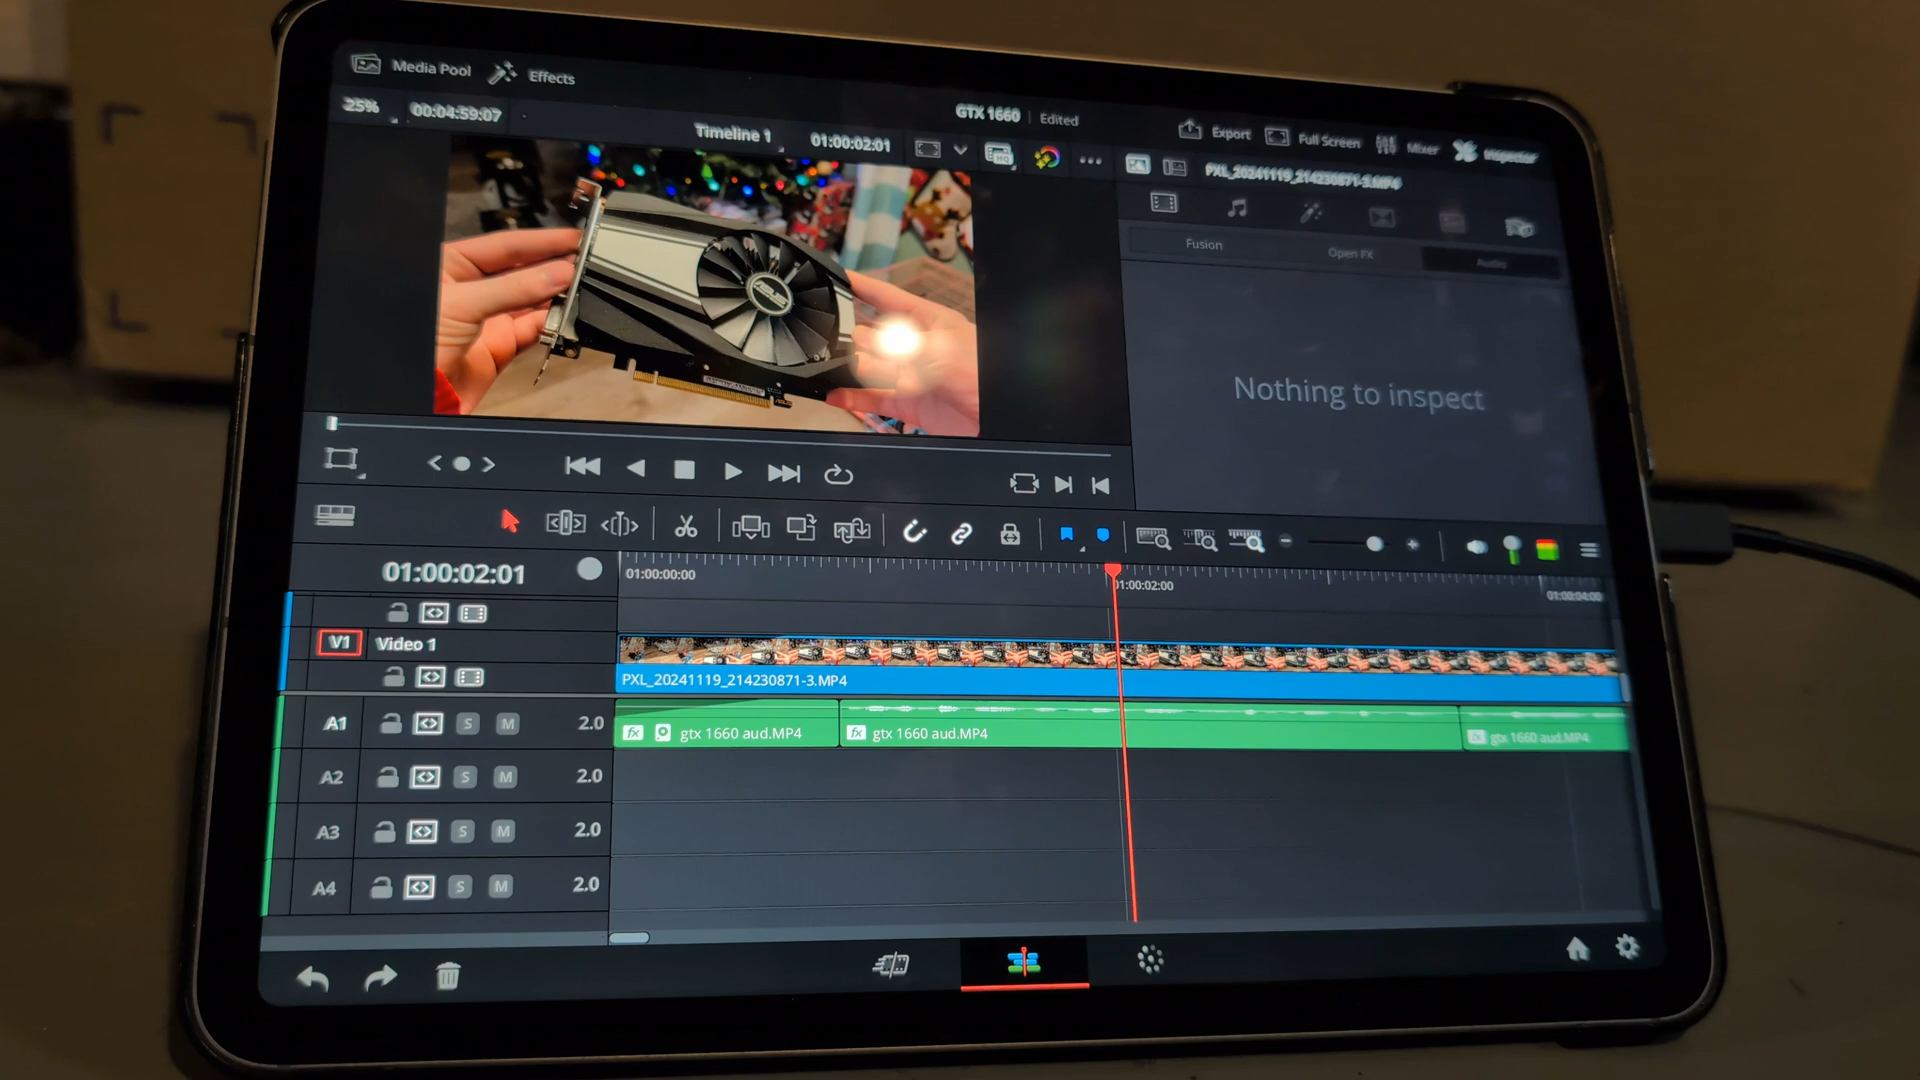 Media Pool Effects
GTX 1660 Edited
Export Full Screen Mixer Inspector
25% 00:04:59:07 Timeline 1 01:00:02:01
PXL_20241119_214230871-3.MP4
Fusion Open FX Audio
ASUS
Nothing to inspect
01:00:02:01
01:00:00:00 01:00:02:00 01:00:04:00
V1 Video 1
PXL_20241119_214230871-3.MP4
A1 S M 2.0
fx gtx 1660 aud.MP4 fx gtx 1660 aud.MP4 fx gtx 1660 aud.MP4
A2 S M 2.0
A3 S M 2.0
A4 S M 2.0